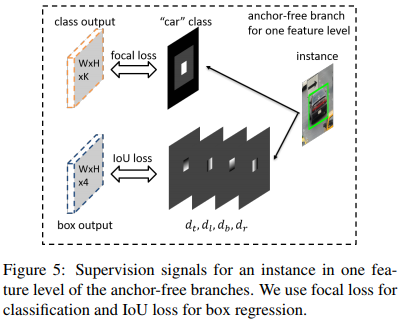 class output
"car" class
anchor-free branch
for one feature level
instance
WxH
xK
focal loss
WxH
x4
IoU loss
box output
d_t, d_l, d_b, d_r
Figure 5: Supervision signals for an instance in one fea-
ture level of the anchor-free branches. We use focal loss for
classification and IoU loss for box regression.